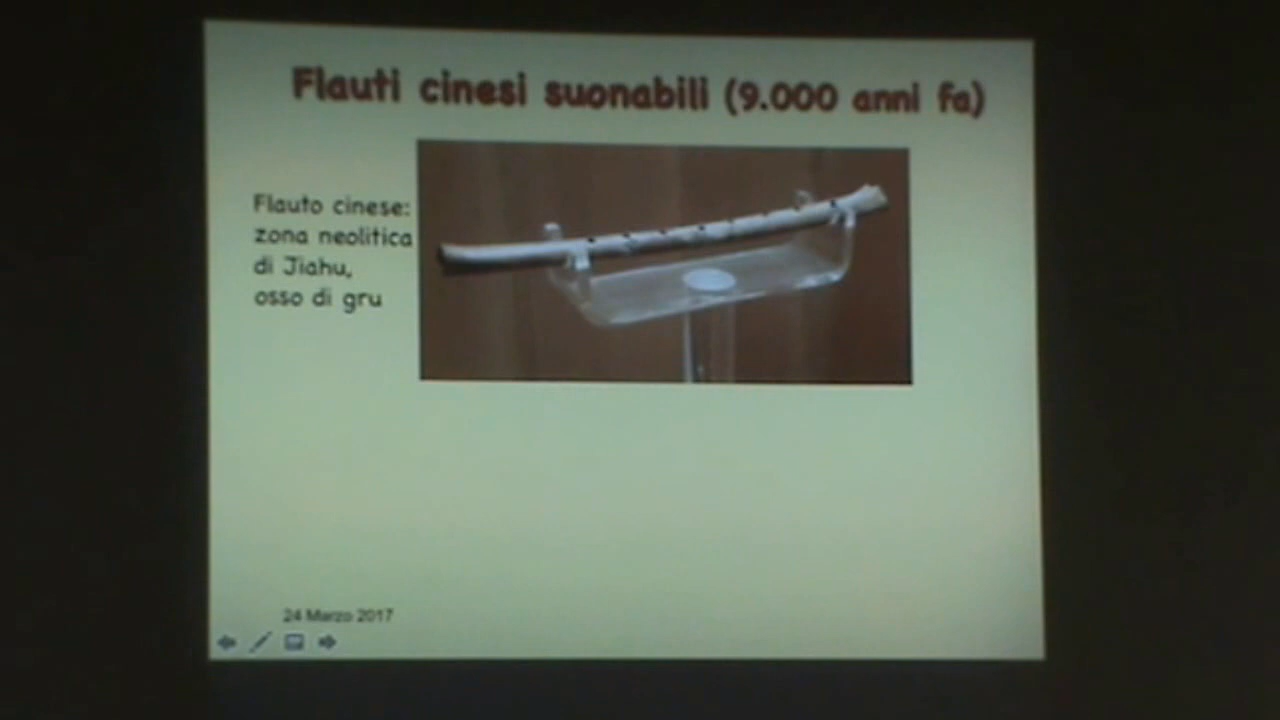 Flauti cinesi suonabili (9.000 anni fa)
Flauto cinese:
zona neolitica
di Jiahu,
osso di gru
24 Marzo 2017